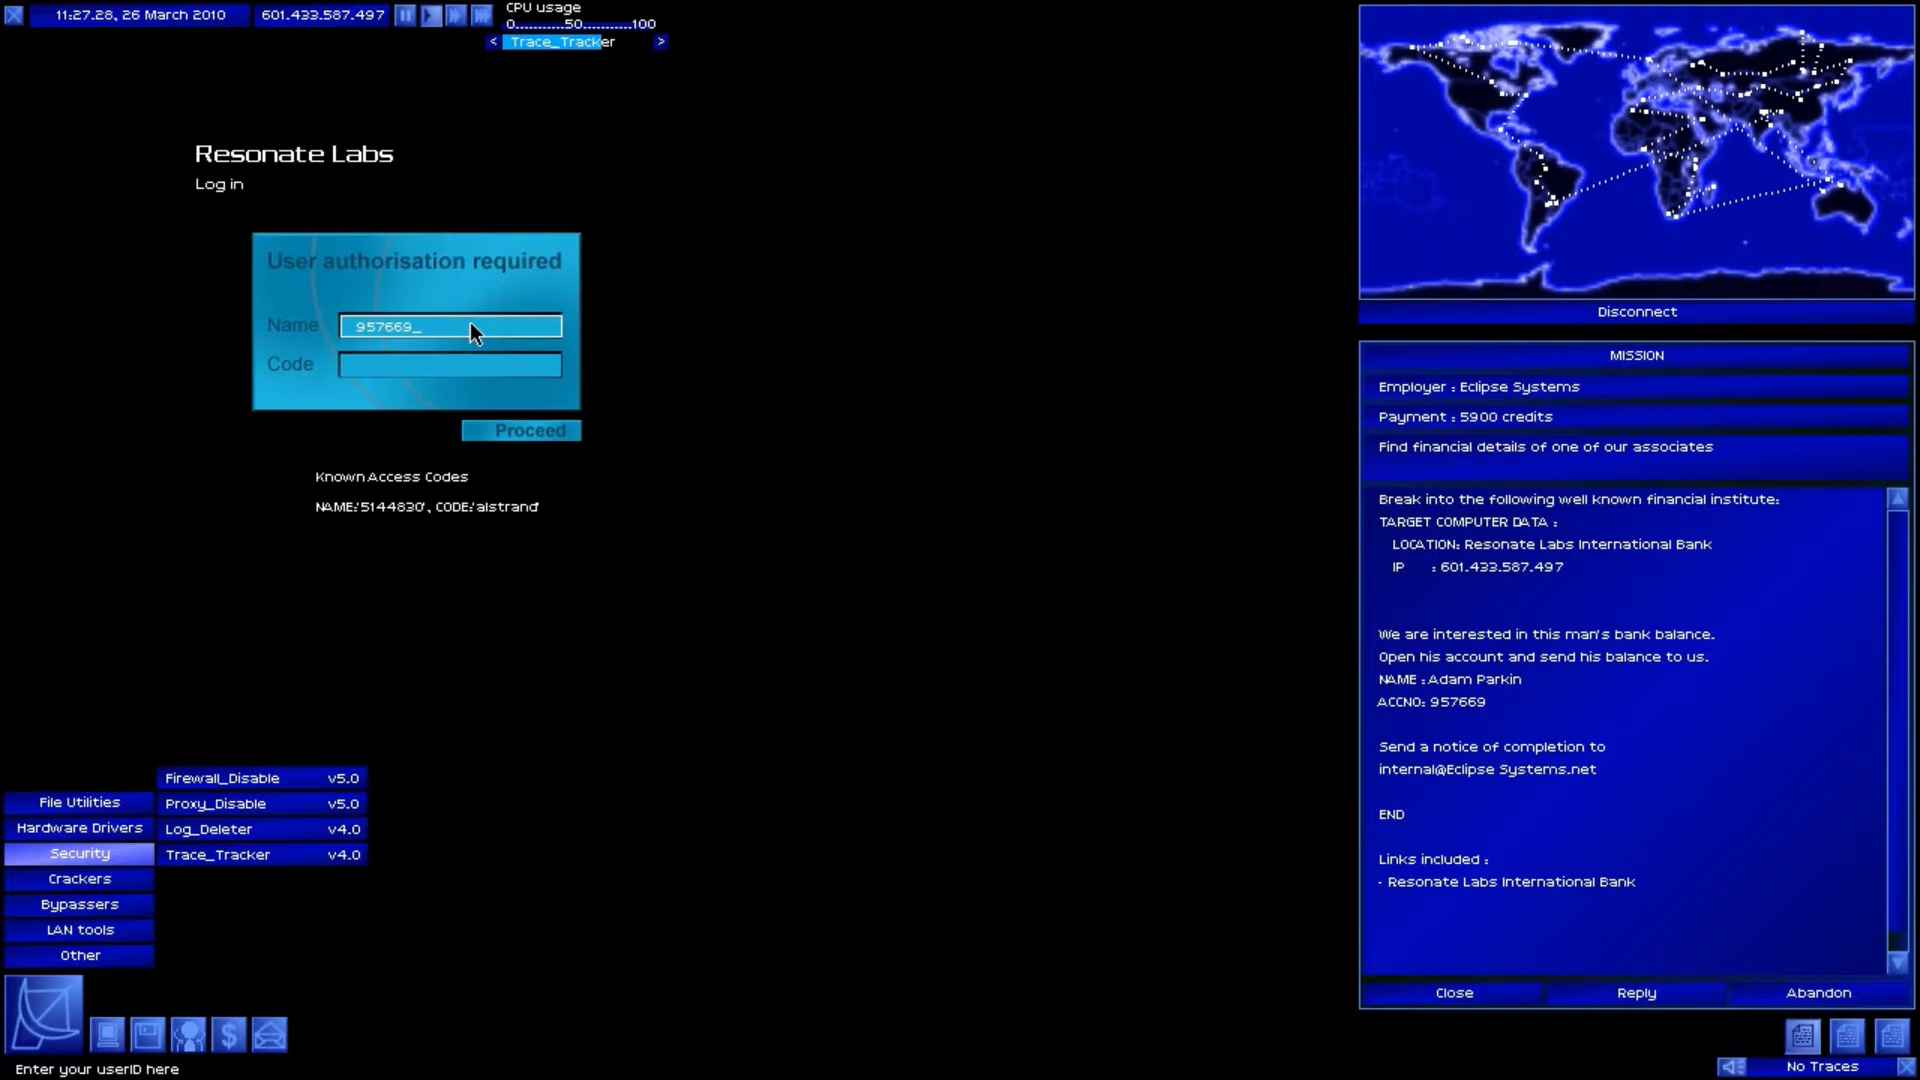 11:27.28, 26 March 2010
601.433.587.497
CPU usage
0..........50..........100
< Trace_Tracker >
Resonate Labs
Log in
User authorisation required
Name 957669_
Code
Proceed
Known Access Codes
NAME:'5144830', CODE:'alstrand'
Firewall_Disable v5.0
File Utilities
Proxy_Disable v5.0
Hardware Drivers
Log_Deleter v4.0
Security
Trace_Tracker v4.0
Crackers
Bypassers
LAN tools
Other
$
Enter your userID here
Disconnect
MISSION
Employer : Eclipse Systems
Payment : 5900 credits
Find financial details of one of our associates
Break into the following well known financial institute:
TARGET COMPUTER DATA :
LOCATION: Resonate Labs International Bank
IP : 601.433.587.497
We are interested in this man's bank balance.
Open his account and send his balance to us.
NAME : Adam Parkin
ACCNO: 957669
Send a notice of completion to
internal@Eclipse Systems.net
END
Links included :
- Resonate Labs International Bank
Close
Reply
Abandon
No Traces